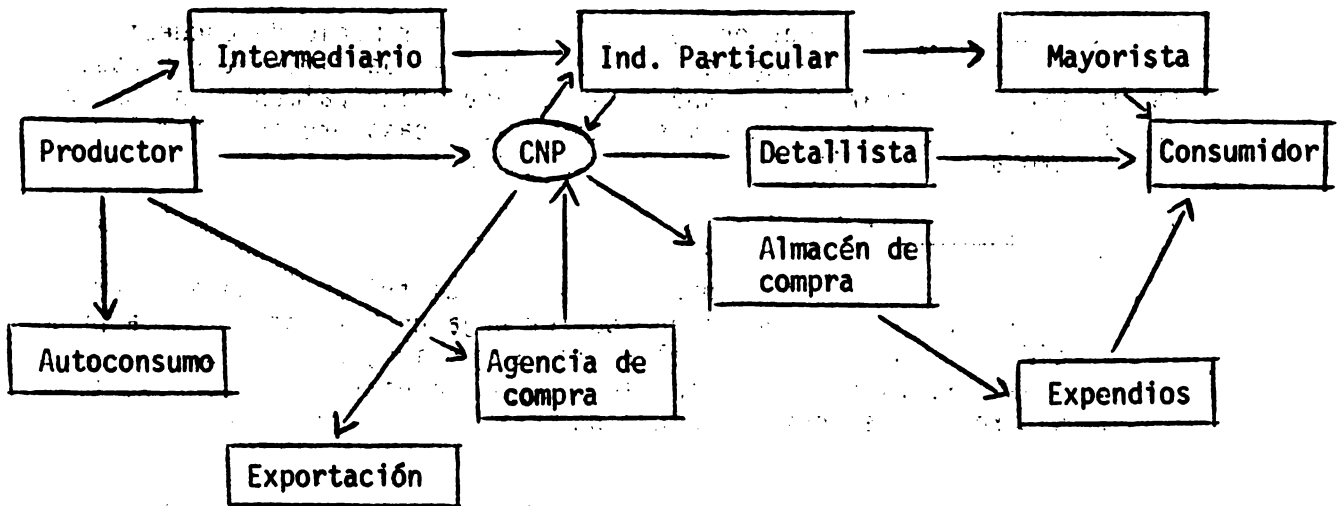 Intermediario
Ind. Particular
Mayorista
Productor
CNP
Detallista
Consumidor
Almacén de
compra
Autoconsumo
Agencia de
compra
Expendios
Exportación